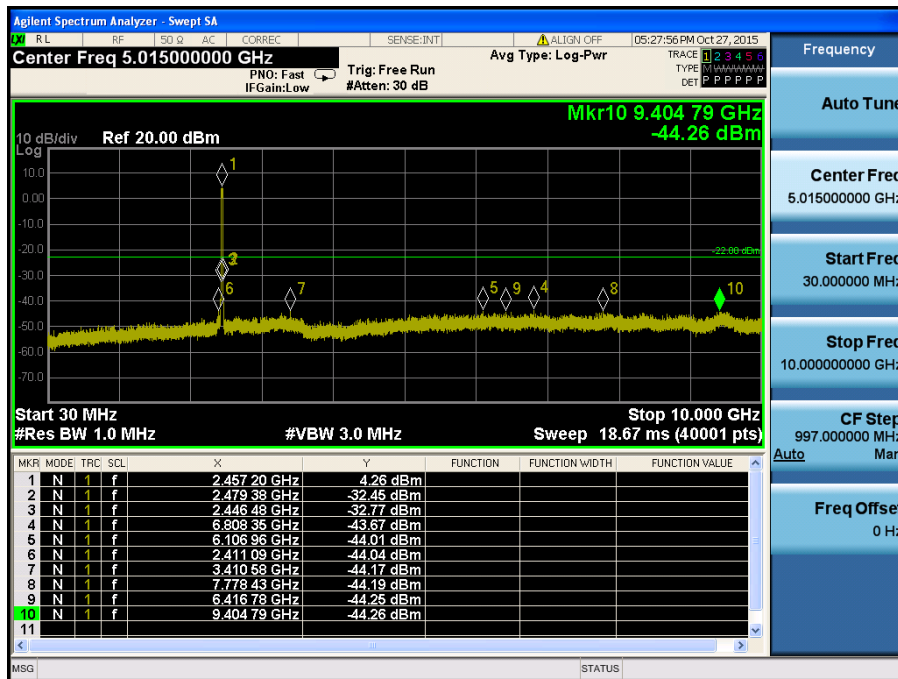 Agilent Spectrum Analyzer - Swept SA
LXI RL RF 50 Ω AC CORREC SENSE:INT ALIGN OFF 05:27:56 PM Oct 27, 2015
Center Freq 5.015000000 GHz
Avg Type: Log-Pwr
TRACE 1 2 3 4 5 6
PNO: Fast
Trig: Free Run
TYPE M WWWWW
IFGain:Low
#Atten: 30 dB
DET P P P P P P
Mkr10 9.404 79 GHz
-44.26 dBm
10 dB/div Ref 20.00 dBm
Log
10.0
0.00
-10.0
-20.0
-30.0
-40.0
-50.0
-60.0
-70.0
-22.00 dBm
1
2
3
6
7
5
9
4
8
10
Start 30 MHz
Stop 10.000 GHz
#Res BW 1.0 MHz
#VBW 3.0 MHz
Sweep 18.67 ms (40001 pts)
MKR MODE TRC SCL X Y FUNCTION FUNCTION WIDTH FUNCTION VALUE
1 N 1 f 2.457 20 GHz 4.26 dBm
2 N 1 f 2.479 38 GHz -32.45 dBm
3 N 1 f 2.446 48 GHz -32.77 dBm
4 N 1 f 6.808 35 GHz -43.67 dBm
5 N 1 f 6.106 96 GHz -44.01 dBm
6 N 1 f 2.411 09 GHz -44.04 dBm
7 N 1 f 3.410 58 GHz -44.17 dBm
8 N 1 f 7.778 43 GHz -44.19 dBm
9 N 1 f 6.416 78 GHz -44.25 dBm
10 N 1 f 9.404 79 GHz -44.26 dBm
11
MSG
STATUS
Frequency
Auto Tune
Center Freq
5.015000000 GHz
Start Freq
30.000000 MHz
Stop Freq
10.000000000 GHz
CF Step
997.000000 MHz
Auto Man
Freq Offset
0 Hz